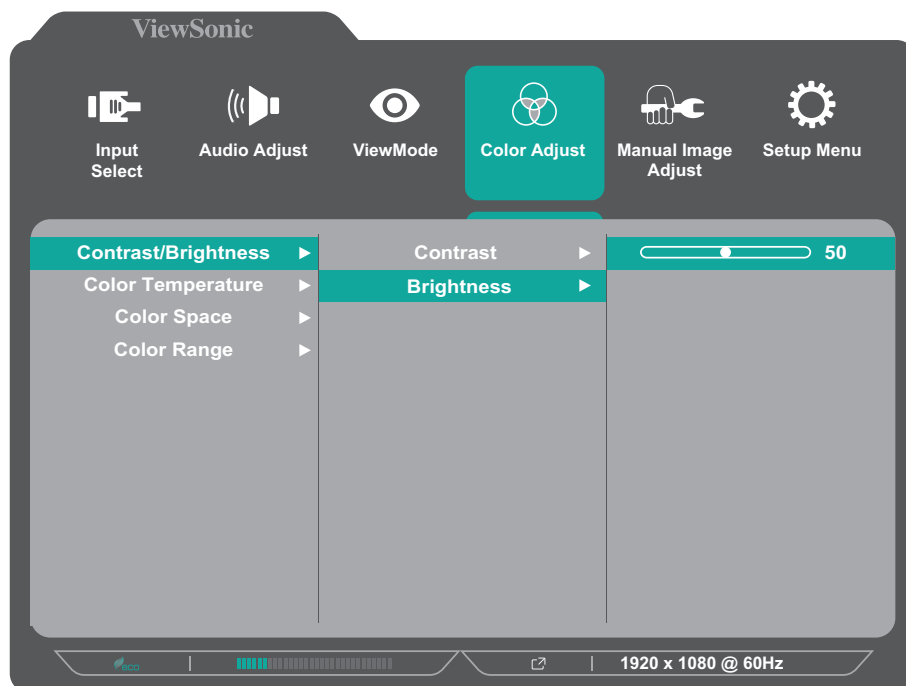 ViewSonic
Input
Select
Audio Adjust
ViewMode
Color Adjust
Manual Image
Adjust
Setup Menu
Contrast/Brightness
Contrast
50
Color Temperature
Brightness
Color Space
Color Range
eco
1920 x 1080 @ 60Hz